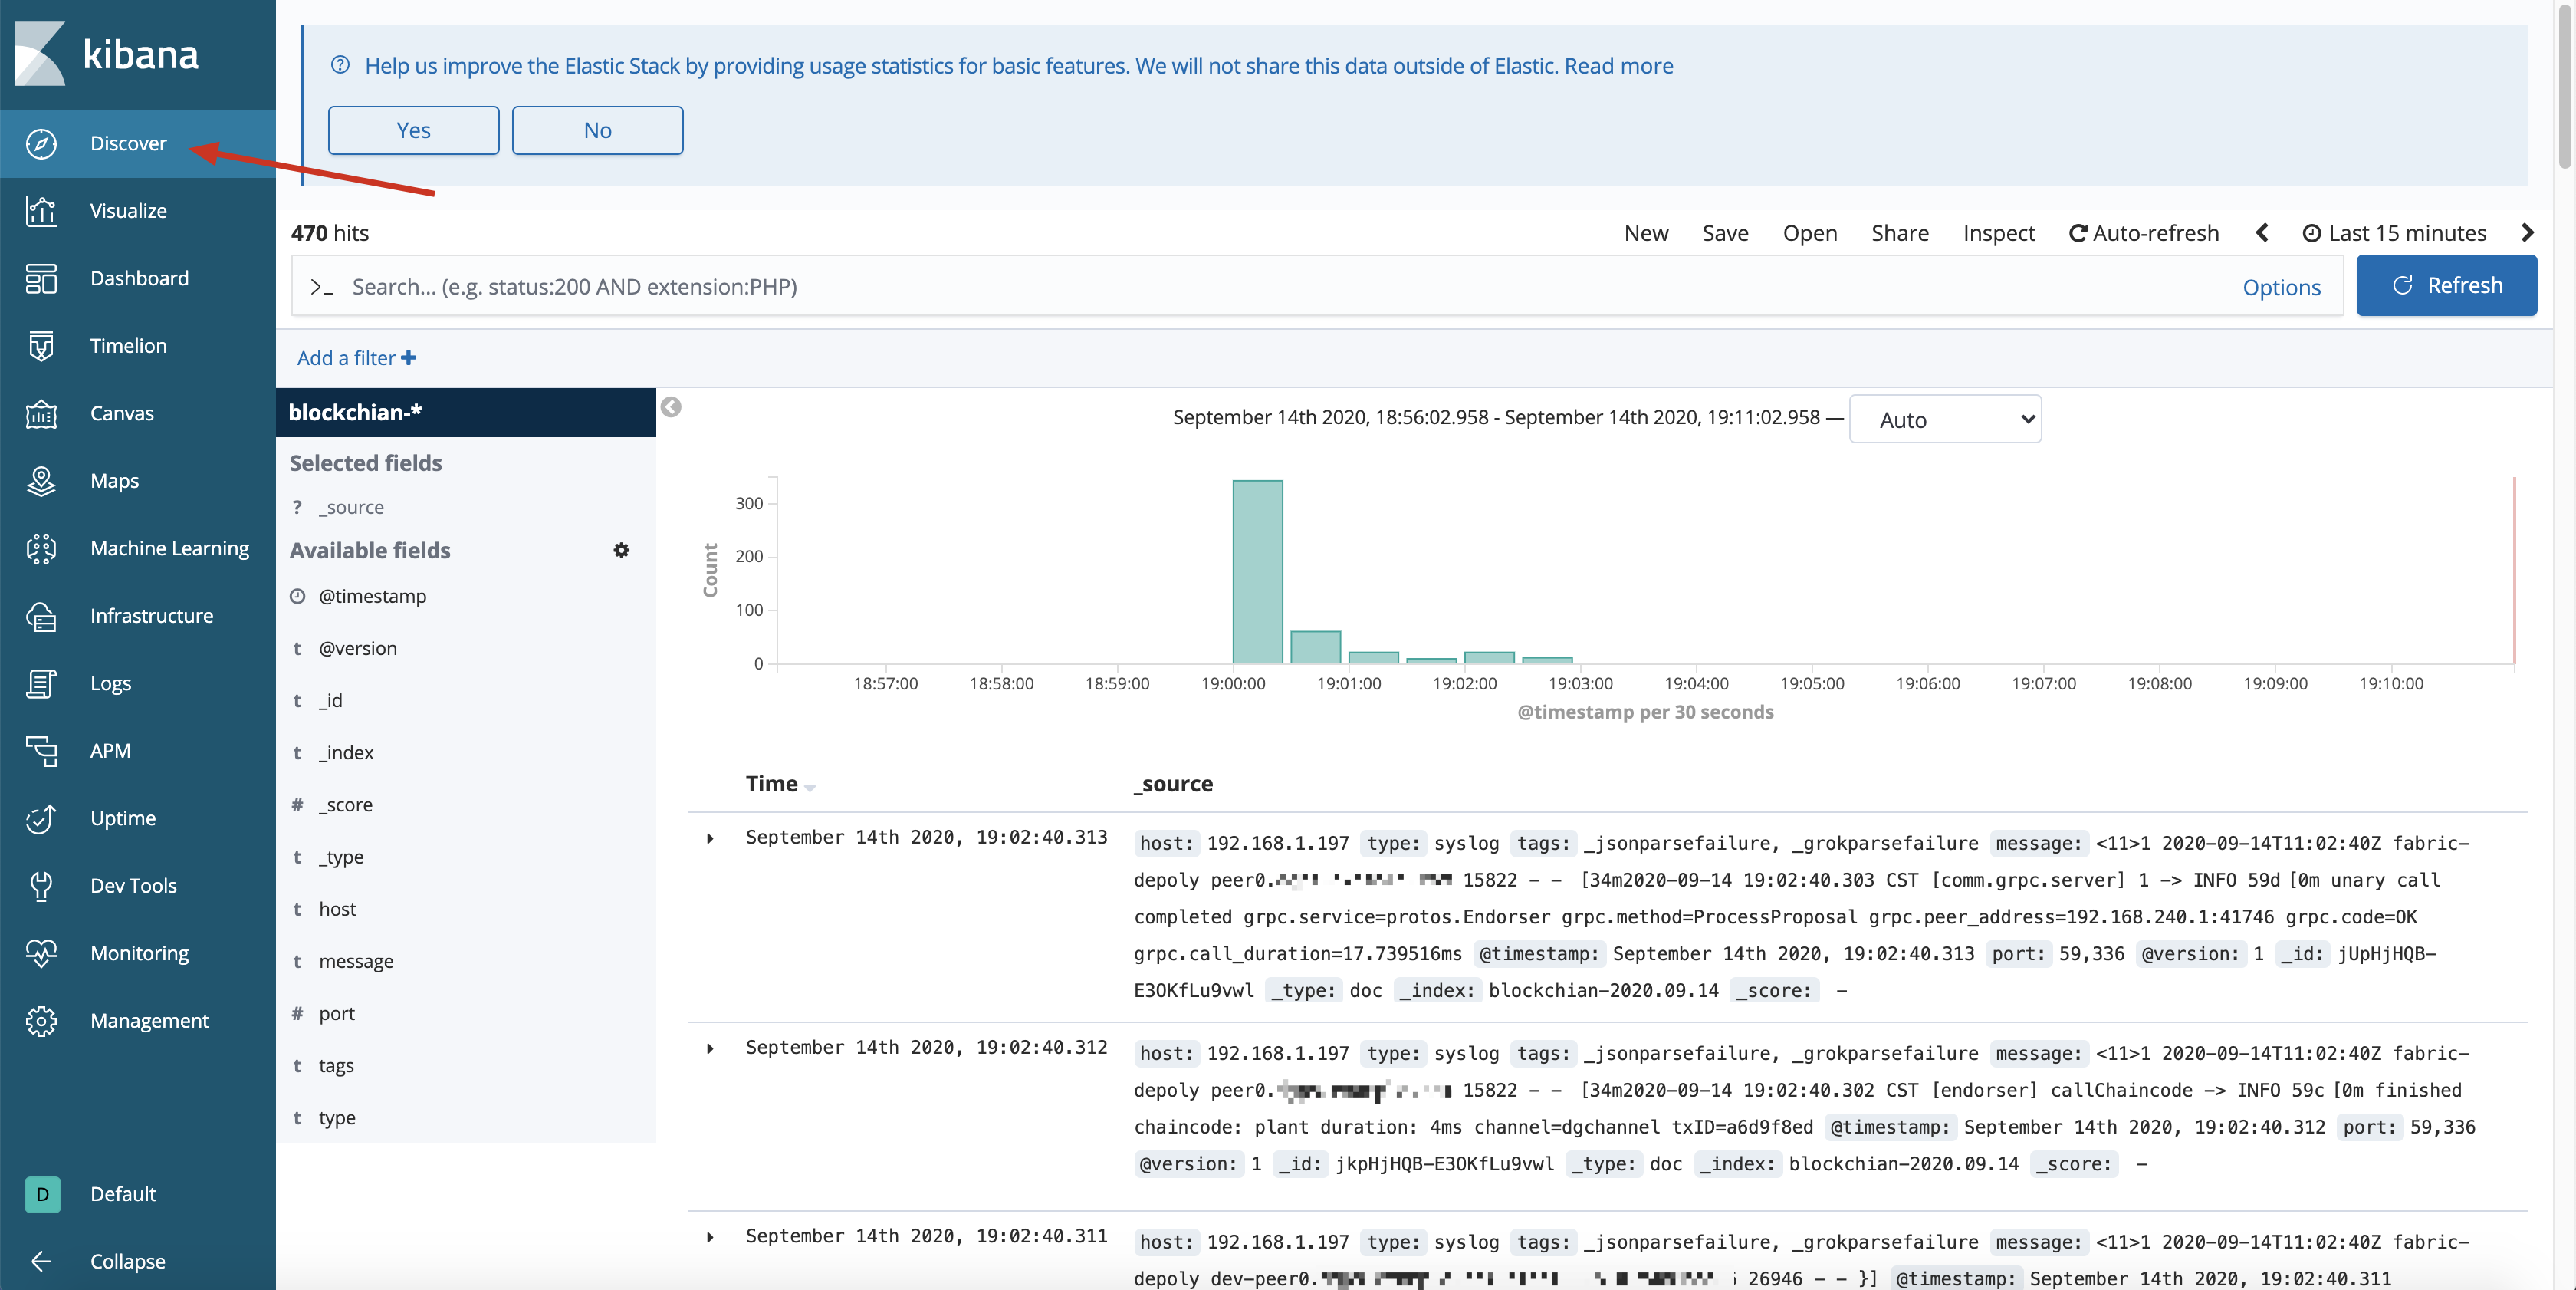 kibana
Discover
Visualize
Dashboard
Timelion
Canvas
Maps
Machine Learning
Infrastructure
Logs
APM
Uptime
Dev Tools
Monitoring
Management
D Default
Collapse
Help us improve the Elastic Stack by providing usage statistics for basic features. We will not share this data outside of Elastic. Read more
Yes No
470 hits New Save Open Share Inspect Auto-refresh Last 15 minutes
>_ Search... (e.g. status:200 AND extension:PHP) Options Refresh
Add a filter +
blockchian-*
Selected fields
? _source
Available fields
@timestamp
t @version
t _id
t _index
# _score
t _type
t host
t message
# port
t tags
t type
September 14th 2020, 18:56:02.958 - September 14th 2020, 19:11:02.958 — Auto
Count
300
200
100
0
18:57:00 18:58:00 18:59:00 19:00:00 19:01:00 19:02:00 19:03:00 19:04:00 19:05:00 19:06:00 19:07:00 19:08:00 19:09:00 19:10:00
@timestamp per 30 seconds
Time _source
September 14th 2020, 19:02:40.313 host: 192.168.1.197 type: syslog tags: _jsonparsefailure, _grokparsefailure message: <11>1 2020-09-14T11:02:40Z fabric-
depoly peer0. 15822 - - [34m2020-09-14 19:02:40.303 CST [comm.grpc.server] 1 -> INFO 59d [0m unary call
completed grpc.service=protos.Endorser grpc.method=ProcessProposal grpc.peer_address=192.168.240.1:41746 grpc.code=OK
grpc.call_duration=17.739516ms @timestamp: September 14th 2020, 19:02:40.313 port: 59,336 @version: 1 _id: jUpHjHQB-
E3OKfLu9vwl _type: doc _index: blockchian-2020.09.14 _score: -
September 14th 2020, 19:02:40.312 host: 192.168.1.197 type: syslog tags: _jsonparsefailure, _grokparsefailure message: <11>1 2020-09-14T11:02:40Z fabric-
depoly peer0. 15822 - - [34m2020-09-14 19:02:40.302 CST [endorser] callChaincode -> INFO 59c [0m finished
chaincode: plant duration: 4ms channel=dgchannel txID=a6d9f8ed @timestamp: September 14th 2020, 19:02:40.312 port: 59,336
@version: 1 _id: jkpHjHQB-E3OKfLu9vwl _type: doc _index: blockchian-2020.09.14 _score: -
September 14th 2020, 19:02:40.311 host: 192.168.1.197 type: syslog tags: _jsonparsefailure, _grokparsefailure message: <11>1 2020-09-14T11:02:40Z fabric-
depoly dev-peer0. 26946 - - }] @timestamp: September 14th 2020, 19:02:40.311